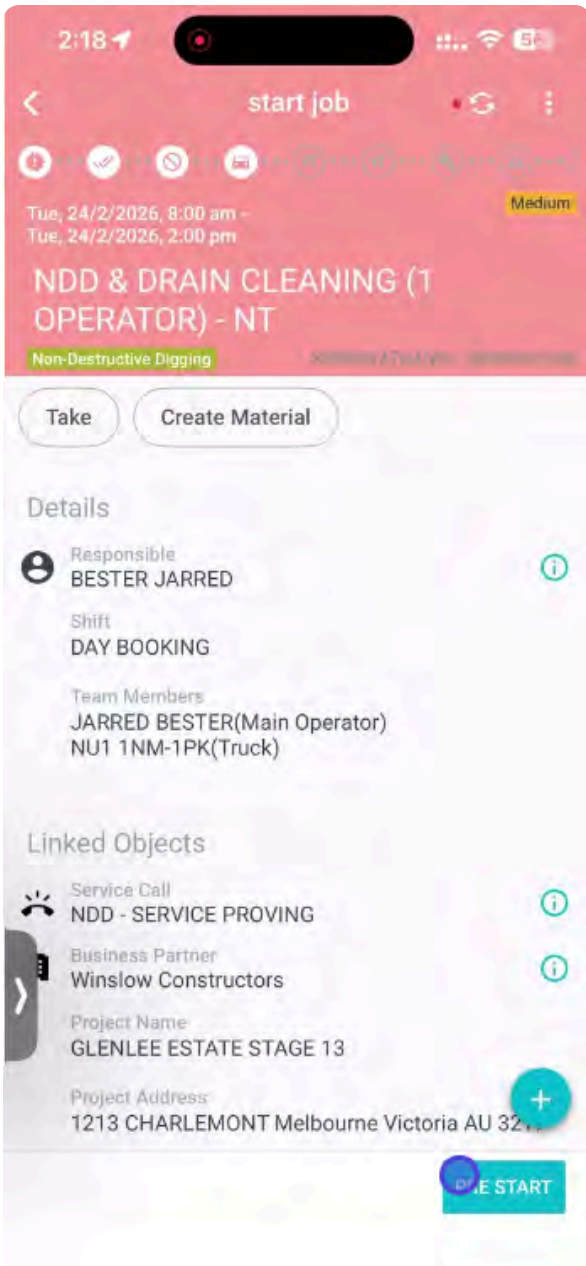 2:18
start job
Tue, 24/2/2026, 8:00 am -
Tue, 24/2/2026, 2:00 pm
Medium
NDD & DRAIN CLEANING (1
OPERATOR) - NT
Non-Destructive Digging
Take
Create Material
Details
Responsible
BESTER JARRED
Shift
DAY BOOKING
Team Members
JARRED BESTER(Main Operator)
NU1 1NM-1PK(Truck)
Linked Objects
Service Call
NDD - SERVICE PROVING
Business Partner
Winslow Constructors
Project Name
GLENLEE ESTATE STAGE 13
Project Address
1213 CHARLEMONT Melbourne Victoria AU
START